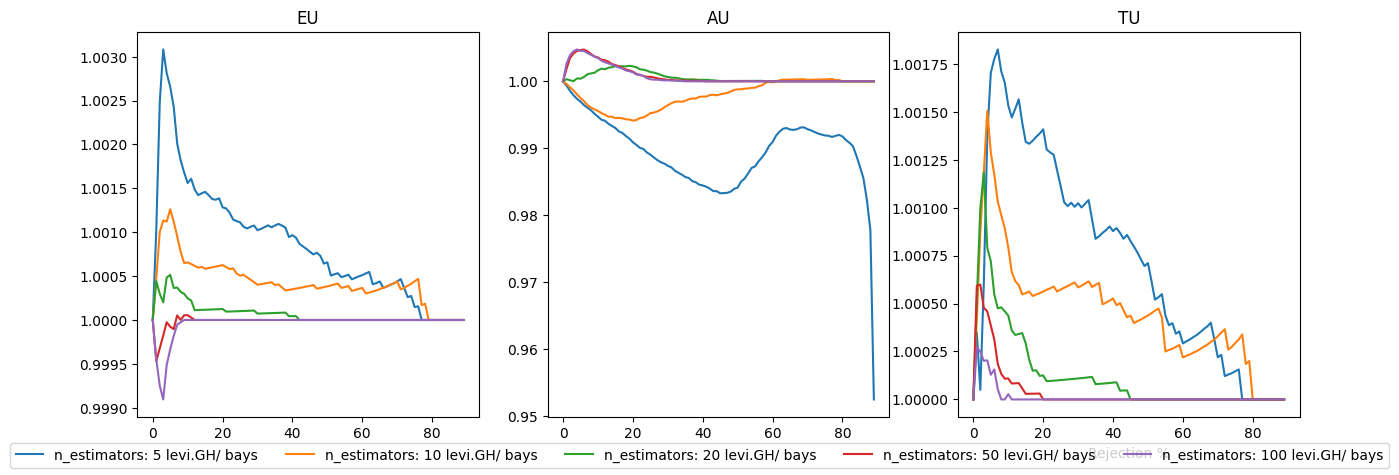 EU
AU
TU
1.0030
1.0025
1.0020
1.0015
1.0010
1.0005
1.0000
0.9995
0.9990
0 20 40 60 80
1.00
0.99
0.98
0.97
0.96
0.95
0 20 40 60 80
1.00175
1.00150
1.00125
1.00100
1.00075
1.00050
1.00025
1.00000
0 20 40 60 80
Rejection %
n_estimators: 5 levi.GH/ bays
n_estimators: 10 levi.GH/ bays
n_estimators: 20 levi.GH/ bays
n_estimators: 50 levi.GH/ bays
n_estimators: 100 levi.GH/ bays